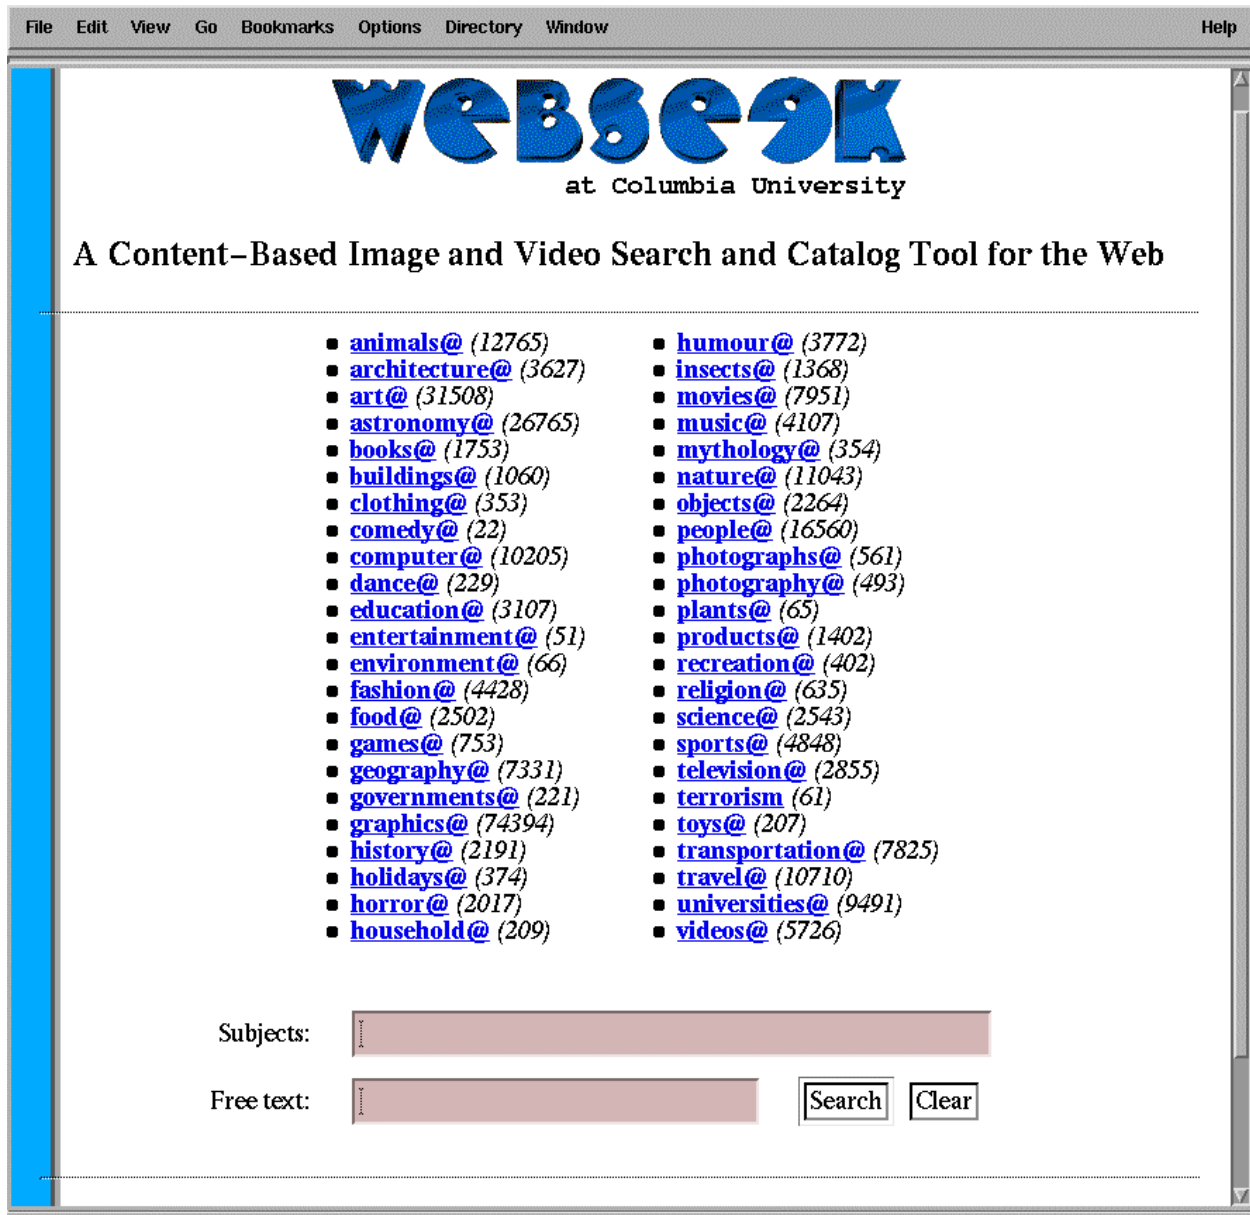 File Edit View Go Bookmarks Options Directory Window Help
WEBSEEK
at Columbia University
A Content-Based Image and Video Search and Catalog Tool for the Web
animals@ (12765)
architecture@ (3627)
art@ (31508)
astronomy@ (26765)
books@ (1753)
buildings@ (1060)
clothing@ (353)
comedy@ (22)
computer@ (10205)
dance@ (229)
education@ (3107)
entertainment@ (51)
environment@ (66)
fashion@ (4428)
food@ (2502)
games@ (753)
geography@ (7331)
governments@ (221)
graphics@ (74394)
history@ (2191)
holidays@ (374)
horror@ (2017)
household@ (209)
humour@ (3772)
insects@ (1368)
movies@ (7951)
music@ (4107)
mythology@ (354)
nature@ (11043)
objects@ (2264)
people@ (16560)
photographs@ (561)
photography@ (493)
plants@ (65)
products@ (1402)
recreation@ (402)
religion@ (635)
science@ (2543)
sports@ (4848)
television@ (2855)
terrorism (61)
toys@ (207)
transportation@ (7825)
travel@ (10710)
universities@ (9491)
videos@ (5726)
Subjects:
Free text: Search Clear